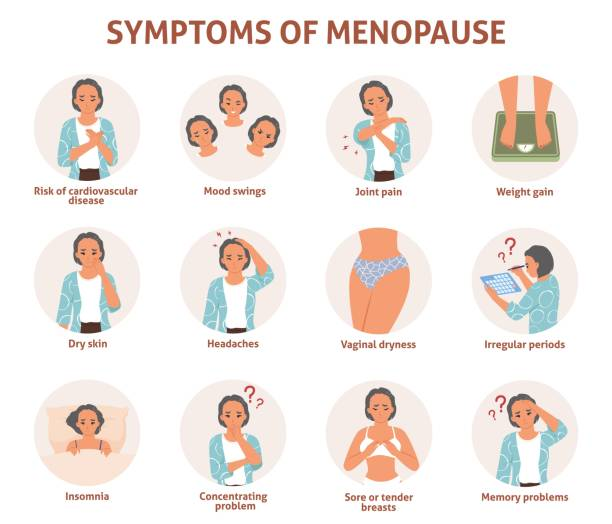 SYMPTOMS OF MENOPAUSE
Risk of cardiovascular
disease
Mood swings
Joint pain
Weight gain
Dry skin
Headaches
Vaginal dryness
Irregular periods
Insomnia
Concentrating
problem
Sore or tender
breasts
Memory problems